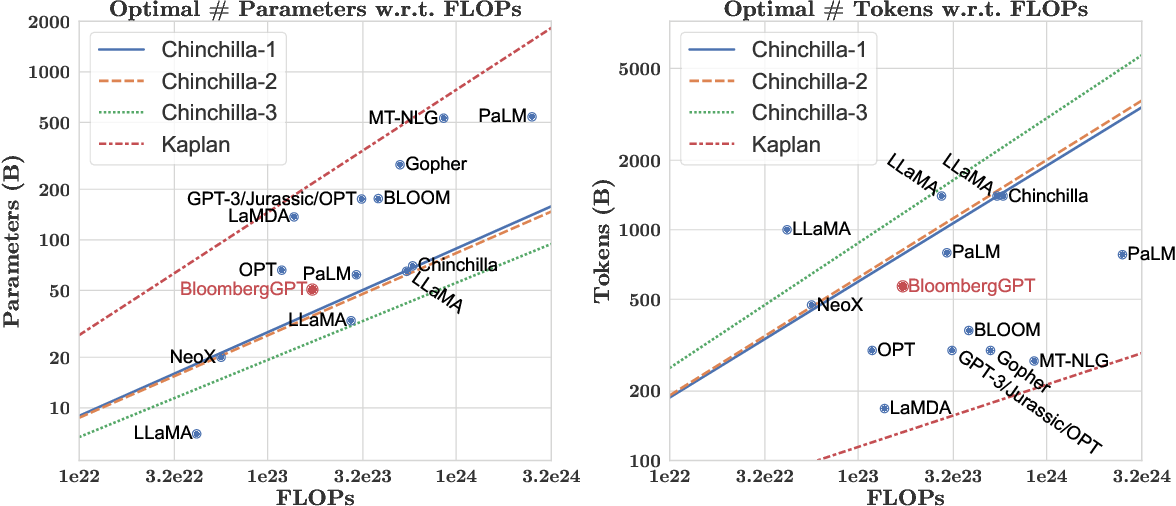 Optimal # Parameters w.r.t. FLOPs
Parameters (B)
2000
1000
500
200
100
50
20
10
Chinchilla-1
Chinchilla-2
Chinchilla-3
Kaplan
MT-NLG
PaLM
Gopher
GPT-3/Jurassic/OPT
BLOOM
LaMDA
OPT
PaLM
Chinchilla
BloombergGPT
LLaMA
LLaMA
NeoX
LLaMA
1e22
3.2e22
1e23
3.2e23
1e24
3.2e24
FLOPs
Optimal # Tokens w.r.t. FLOPs
Tokens (B)
5000
2000
1000
500
200
100
Chinchilla-1
Chinchilla-2
Chinchilla-3
Kaplan
LLaMA
LLaMA
Chinchilla
LLaMA
PaLM
PaLM
BloombergGPT
NeoX
BLOOM
OPT
GPT-3/Jurassic/OPT
Gopher
MT-NLG
LaMDA
1e22
3.2e22
1e23
3.2e23
1e24
3.2e24
FLOPs